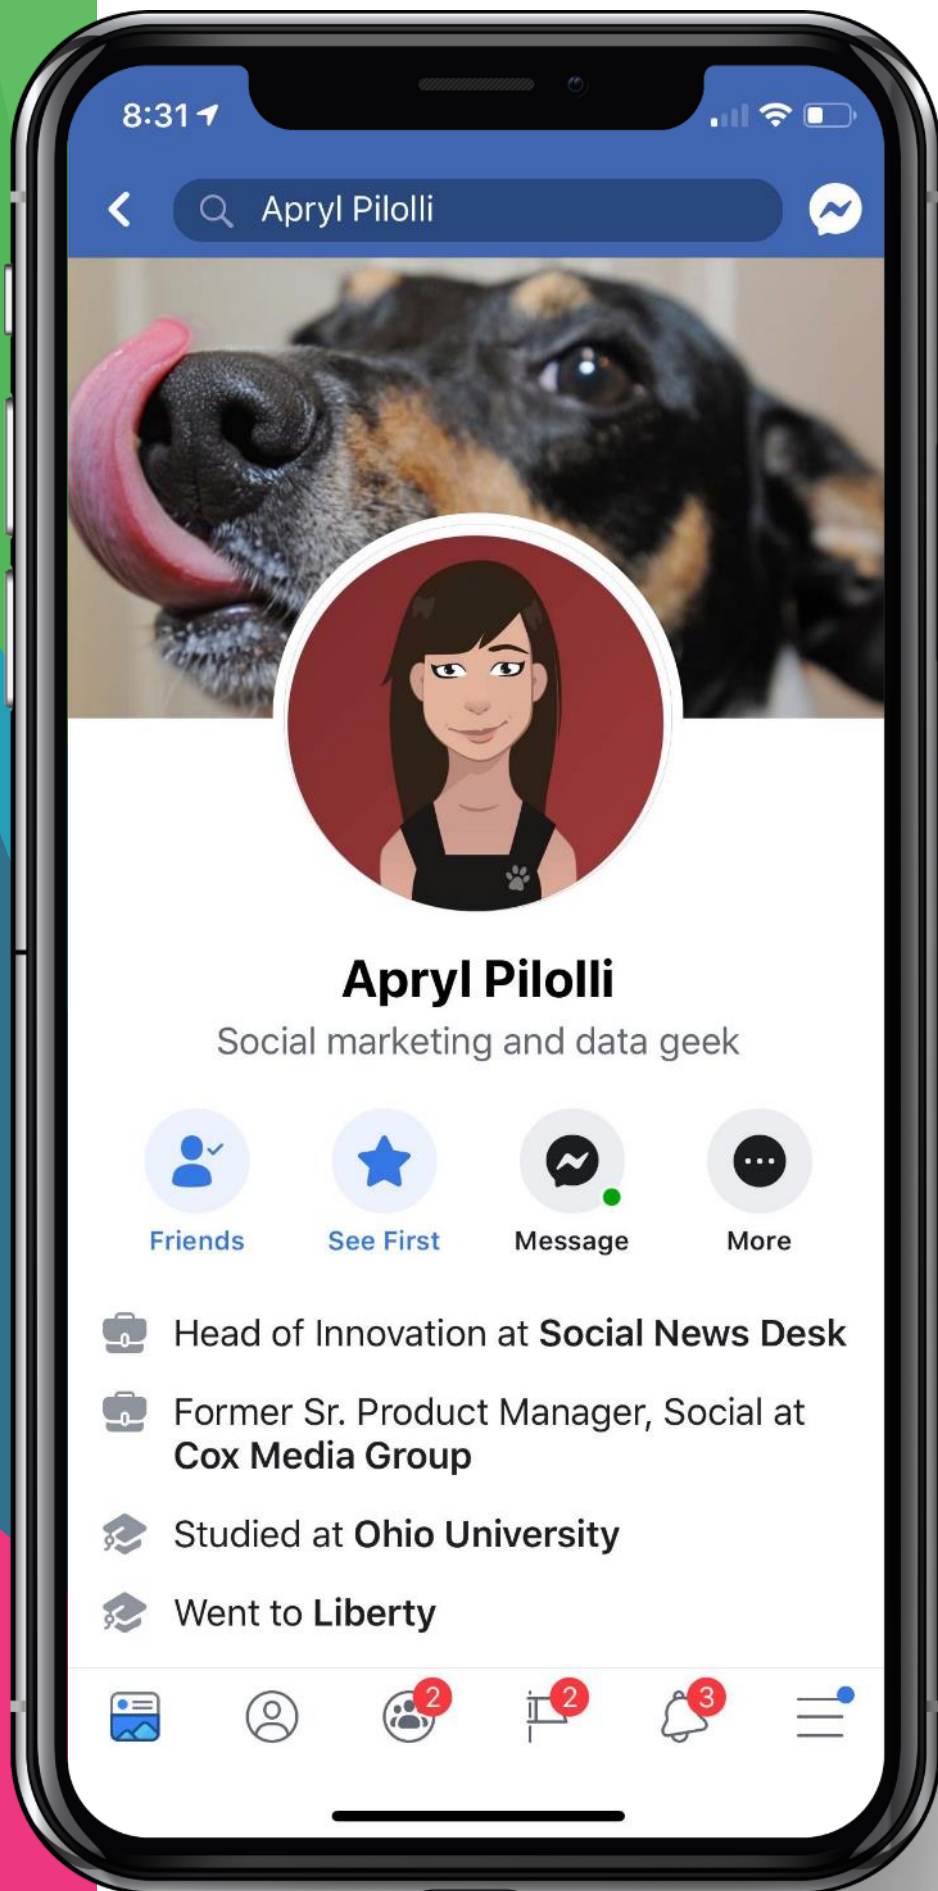 8:31
Apryl Pilolli
Apryl Pilolli
Social marketing and data geek
Friends
See First
Message
More
Head of Innovation at Social News Desk
Former Sr. Product Manager, Social at
Cox Media Group
Studied at Ohio University
Went to Liberty
2
2
3